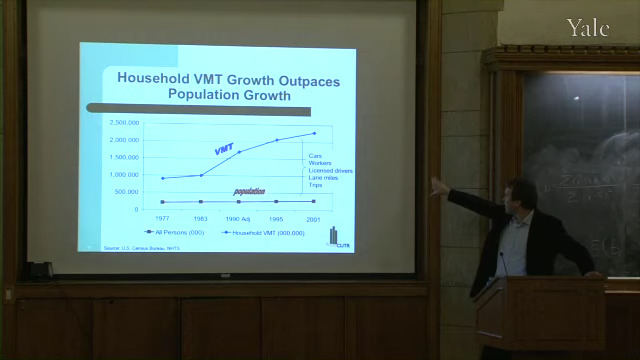 Yale
Household VMT Growth Outpaces
Population Growth
2,500,000
2,000,000
1,500,000
1,000,000
500,000
0
VMT
population
Cars
Workers
Licensed drivers
Lane miles
Trips
1977 1983 1990 Adj 1995 2001
All Persons (000) Household VMT (000,000)
Source: U.S. Census Bureau, NHTS
CUTR